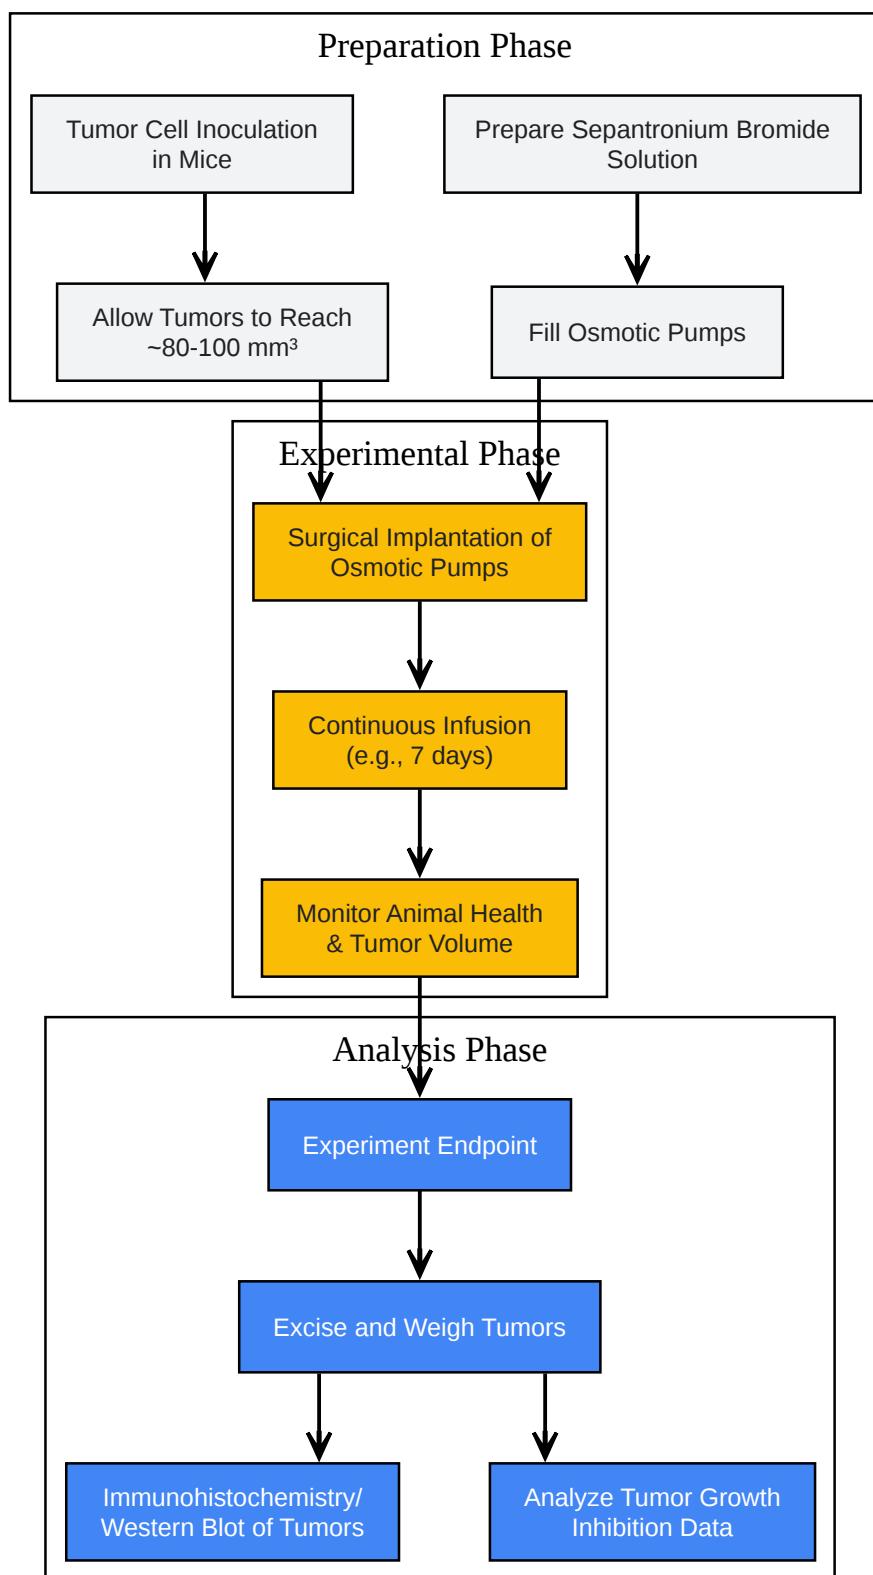 Preparation Phase
Tumor Cell Inoculation
in Mice
Prepare Sepantronium Bromide
Solution
Allow Tumors to Reach
~80-100 mm³
Fill Osmotic Pumps
Experimental Phase
Surgical Implantation of
Osmotic Pumps
Continuous Infusion
(e.g., 7 days)
Monitor Animal Health
& Tumor Volume
Analysis Phase
Experiment Endpoint
Excise and Weigh Tumors
Immunohistochemistry/
Western Blot of Tumors
Analyze Tumor Growth
Inhibition Data